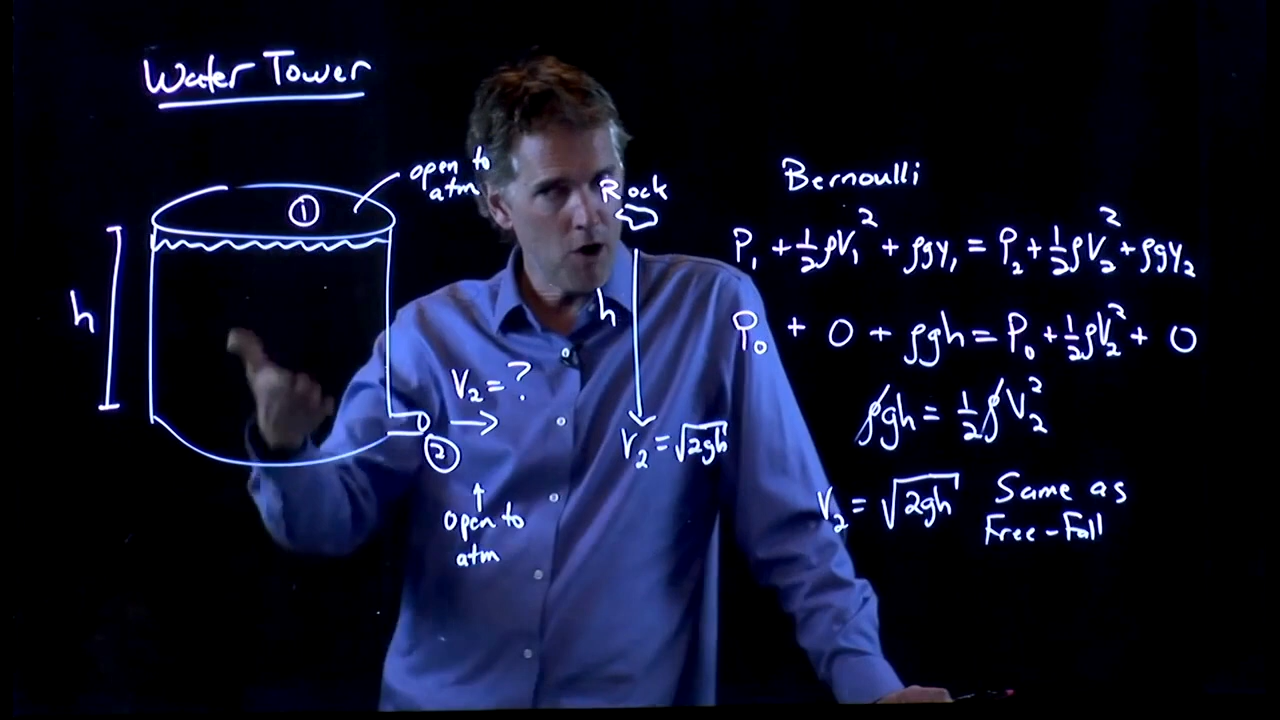 Water Tower
①
open to
atm
h
V₂ = ?
②
↑
open to
atm
Rock
h
V₂ = √2gh
Bernoulli
P₁ + ½ρV₁² + ρgy₁ = P₂ + ½ρV₂² + ρgy₂
P₀ + 0 + ρgh = P₀ + ½ρV₂² + 0
ρgh = ½ρV₂²
V₂ = √2gh Same as
Free-Fall